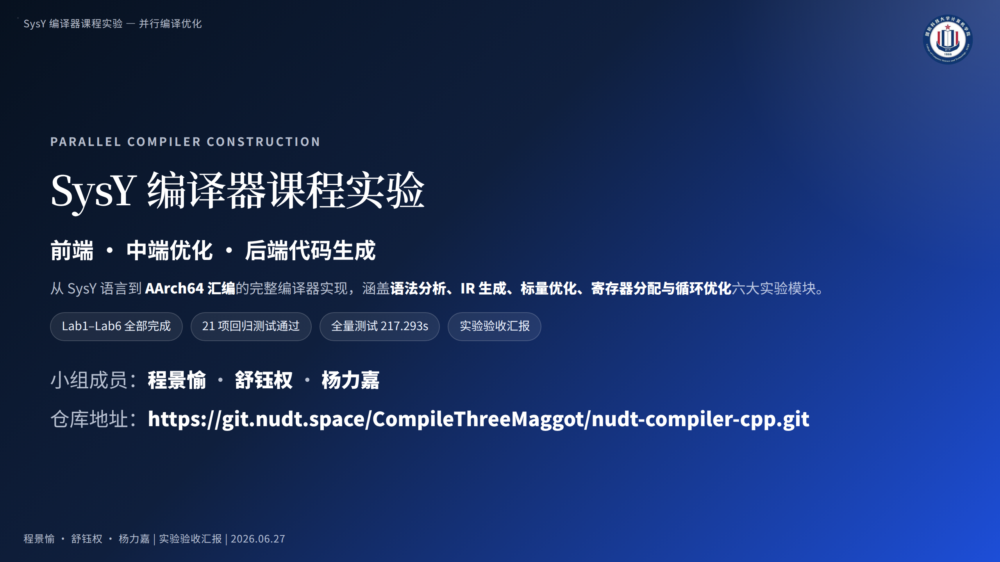 SysY 编译器课程实验 — 并行编译优化
国防科技大学计算机学院
1966
College of Computer Science and Technology, NUDT
PARALLEL COMPILER CONSTRUCTION
SysY 编译器课程实验
前端 · 中端优化 · 后端代码生成
从 SysY 语言到 AArch64 汇编的完整编译器实现，涵盖语法分析、IR 生成、标量优化、寄存器分配与循环优化六大实验模块。
Lab1–Lab6 全部完成
21 项回归测试通过
全量测试 217.293s
实验验收汇报
小组成员：程景愉 · 舒钰权 · 杨力嘉
仓库地址：https://git.nudt.space/CompileThreeMaggot/nudt-compiler-cpp.git
程景愉 · 舒钰权 · 杨力嘉 | 实验验收汇报 | 2026.06.27